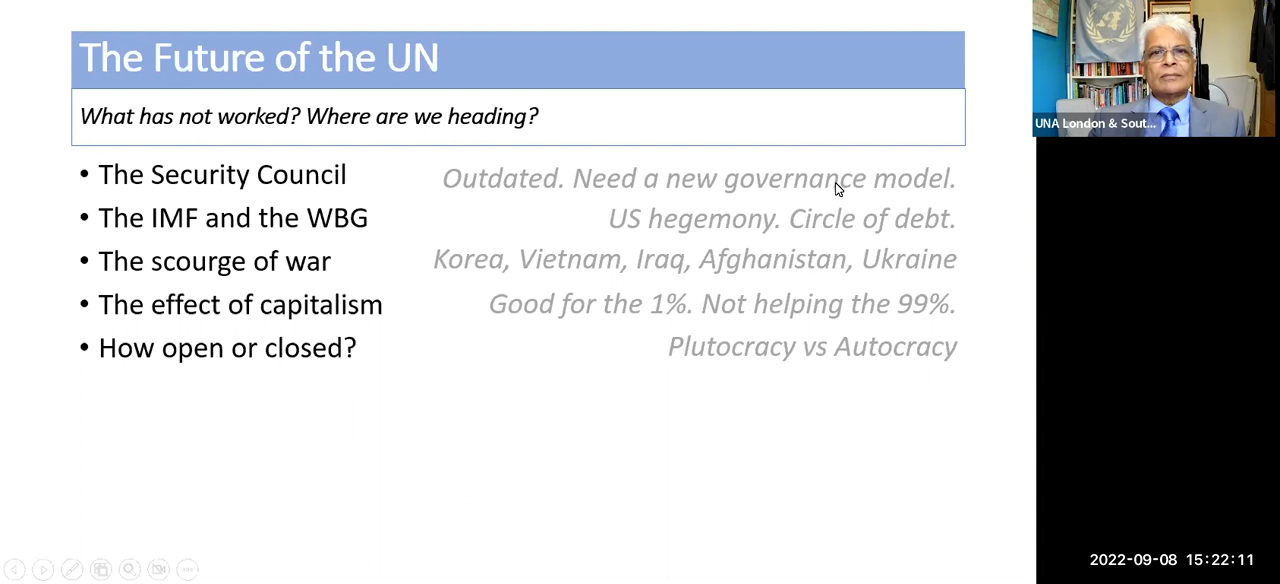 The Future of the UN
What has not worked? Where are we heading?
• The Security Council Outdated. Need a new governance model.
• The IMF and the WBG US hegemony. Circle of debt.
• The scourge of war Korea, Vietnam, Iraq, Afghanistan, Ukraine
• The effect of capitalism Good for the 1%. Not helping the 99%.
• How open or closed? Plutocracy vs Autocracy
UNA London & Sout...
2022-09-08 15:22:11